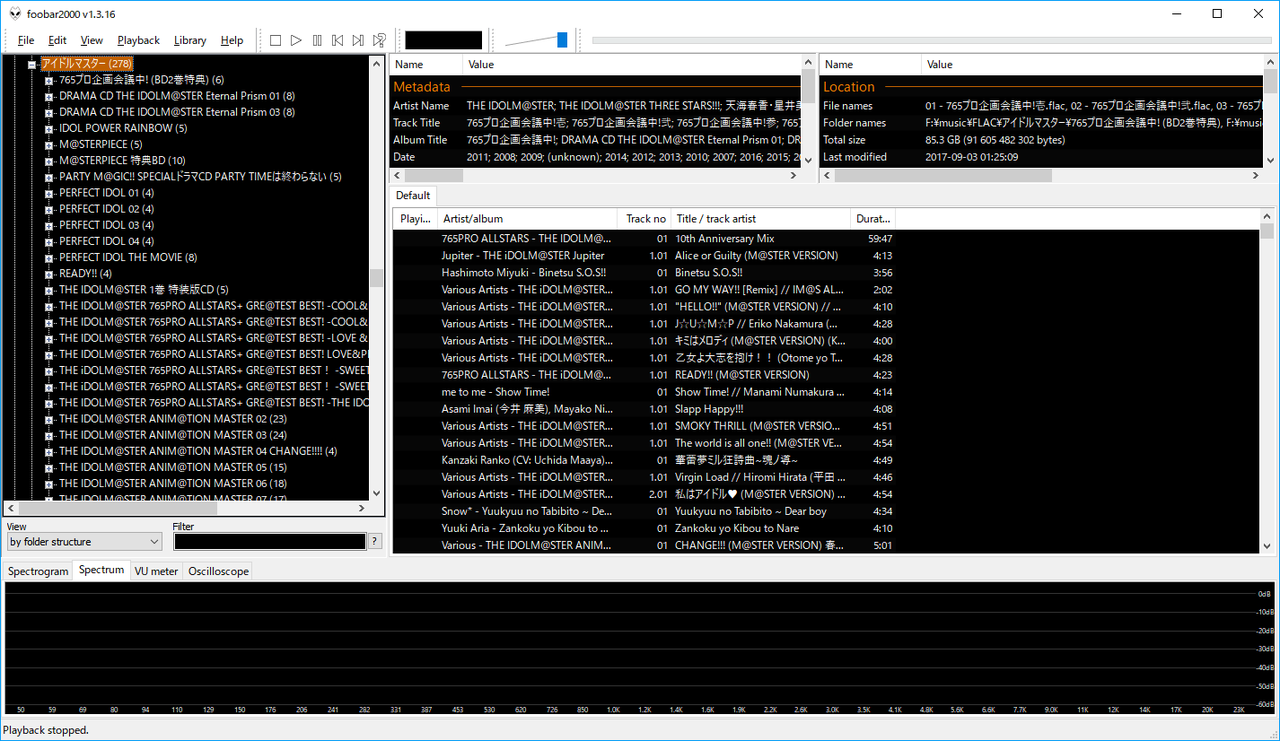 foobar2000 v1.3.16
File Edit View Playback Library Help
アイドルマスター (278)
765プロ企画会議中! (BD2巻特典) (6)
DRAMA CD THE IDOLM@STER Eternal Prism 01 (8)
DRAMA CD THE IDOLM@STER Eternal Prism 03 (8)
IDOL POWER RAINBOW (5)
M@STERPIECE (5)
M@STERPIECE 特典BD (10)
PARTY M@GIC!! SPECIALドラマCD PARTY TIMEは終わらない (5)
PERFECT IDOL 01 (4)
PERFECT IDOL 02 (4)
PERFECT IDOL 03 (4)
PERFECT IDOL 04 (4)
PERFECT IDOL THE MOVIE (8)
READY!! (4)
THE IDOLM@STER 1巻 特装版CD (5)
THE IDOLM@STER 765PRO ALLSTARS+ GRE@TEST BEST! -COOL&
THE IDOLM@STER 765PRO ALLSTARS+ GRE@TEST BEST! -COOL&
THE IDOLM@STER 765PRO ALLSTARS+ GRE@TEST BEST! -LOVE &
THE IDOLM@STER 765PRO ALLSTARS+ GRE@TEST BEST! LOVE&P
THE IDOLM@STER 765PRO ALLSTARS+ GRE@TEST BEST！ -SWEET
THE IDOLM@STER 765PRO ALLSTARS+ GRE@TEST BEST！ -SWEET
THE IDOLM@STER 765PRO ALLSTARS+ GRE@TEST BEST! -THE IDO
THE IDOLM@STER ANIM@TION MASTER 02 (23)
THE IDOLM@STER ANIM@TION MASTER 03 (24)
THE IDOLM@STER ANIM@TION MASTER 04 CHANGE!!!! (4)
THE IDOLM@STER ANIM@TION MASTER 05 (15)
THE IDOLM@STER ANIM@TION MASTER 06 (18)
THE IDOLM@STER ANIM@TION MASTER 07 (17)
View Filter
by folder structure ?
Name Value
Metadata
Artist Name THE IDOLM@STER; THE IDOLM@STER THREE STARS!!!; 天海春香・星井美
Track Title 765プロ企画会議中!壱; 765プロ企画会議中!弐; 765プロ企画会議中!参; 765プ
Album Title 765プロ企画会議中!; DRAMA CD THE IDOLM@STER Eternal Prism 01; DR
Date 2011; 2008; 2009; (unknown); 2014; 2012; 2013; 2010; 2007; 2016; 2015; 20
Name Value
Location
File names 01 - 765プロ企画会議中!壱.flac, 02 - 765プロ企画会議中!弐.flac, 03 - 765プ
Folder names F:¥music¥FLAC¥アイドルマスター¥765プロ企画会議中! (BD2巻特典), F:¥music
Total size 85.3 GB (91 605 482 302 bytes)
Last modified 2017-09-03 01:25:09
Default
Playi... Artist/album Track no Title / track artist Durat...
765PRO ALLSTARS - THE IDOLM@... 01 10th Anniversary Mix 59:47
Jupiter - THE iDOLM@STER Jupiter 1.01 Alice or Guilty (M@STER VERSION) 4:13
Hashimoto Miyuki - Binetsu S.O.S!! 01 Binetsu S.O.S!! 3:56
Various Artists - THE iDOLM@STER... 1.01 GO MY WAY!! [Remix] // IM@S AL... 2:02
Various Artists - THE iDOLM@STER... 1.01 "HELLO!!" (M@STER VERSION) // ... 4:10
Various Artists - THE iDOLM@STER... 1.01 J☆U☆M☆P // Eriko Nakamura (... 4:28
Various Artists - THE iDOLM@STER... 1.01 キミはメロディ (M@STER VERSION) (K... 4:00
Various Artists - THE iDOLM@STER... 1.01 乙女よ大志を抱け！！ (Otome yo T... 4:28
765PRO ALLSTARS - THE iDOLM@... 1.01 READY!! (M@STER VERSION) 4:23
me to me - Show Time! 01 Show Time! // Manami Numakura ... 4:14
Asami Imai (今井 麻美), Mayako Ni... 1.01 Slapp Happy!!! 4:08
Various Artists - THE iDOLM@STER... 1.01 SMOKY THRILL (M@STER VERSIO... 4:51
Various Artists - THE iDOLM@STER... 1.01 The world is all one!! (M@STER VE... 4:54
Kanzaki Ranko (CV: Uchida Maaya)... 01 華蕾夢ミル狂詩曲~魂ノ導~ 4:49
Various Artists - THE iDOLM@STER... 1.01 Virgin Load // Hiromi Hirata (平田 ... 4:46
Various Artists - THE iDOLM@STER... 2.01 私はアイドル♥ (M@STER VERSION) ... 4:54
Snow* - Yuukyuu no Tabibito ~ De... 01 Yuukyuu no Tabibito ~ Dear boy 4:34
Yuuki Aria - Zankoku yo Kibou to ... 01 Zankoku yo Kibou to Nare 4:10
Various - THE IDOLM@STER ANIM... 01 CHANGE!!! (M@STER VERSION) 春... 5:01
Spectrogram Spectrum VU meter Oscilloscope
0dB
-10dB
-20dB
-30dB
-40dB
-50dB
-60dB
50 59 69 80 94 110 129 150 176 206 241 282 331 387 453 530 620 726 850 1.0K 1.2K 1.4K 1.6K 1.9K 2.2K 2.6K 3.0K 3.5K 4.1K 4.8K 5.6K 6.6K 7.7K 9.0K 11K 12K 14K 17K 20K 23K
Playback stopped.